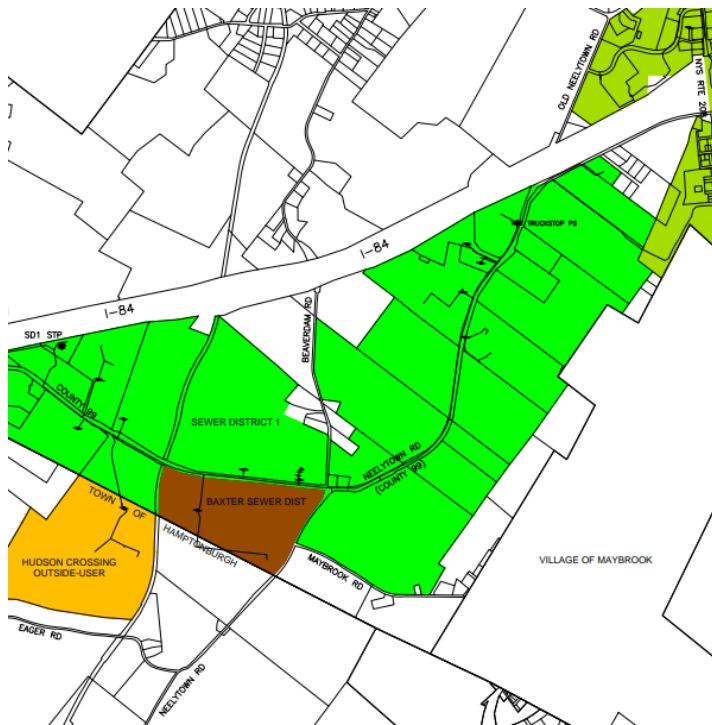 OLD NEELYTOWN RD
NYS RTE 208
TRUCKSTOP PS
I-84
I-84
BEAVERDAM RD
SD1 STP
COUNTY 99
SEWER DISTRICT 1
NEELYTOWN RD
(COUNTY 99)
BAXTER SEWER DIST
TOWN OF
HAMPTONBURGH
HUDSON CROSSING
OUTSIDE-USER
MAYBROOK RD
VILLAGE OF MAYBROOK
EAGER RD
NEELYTOWN RD